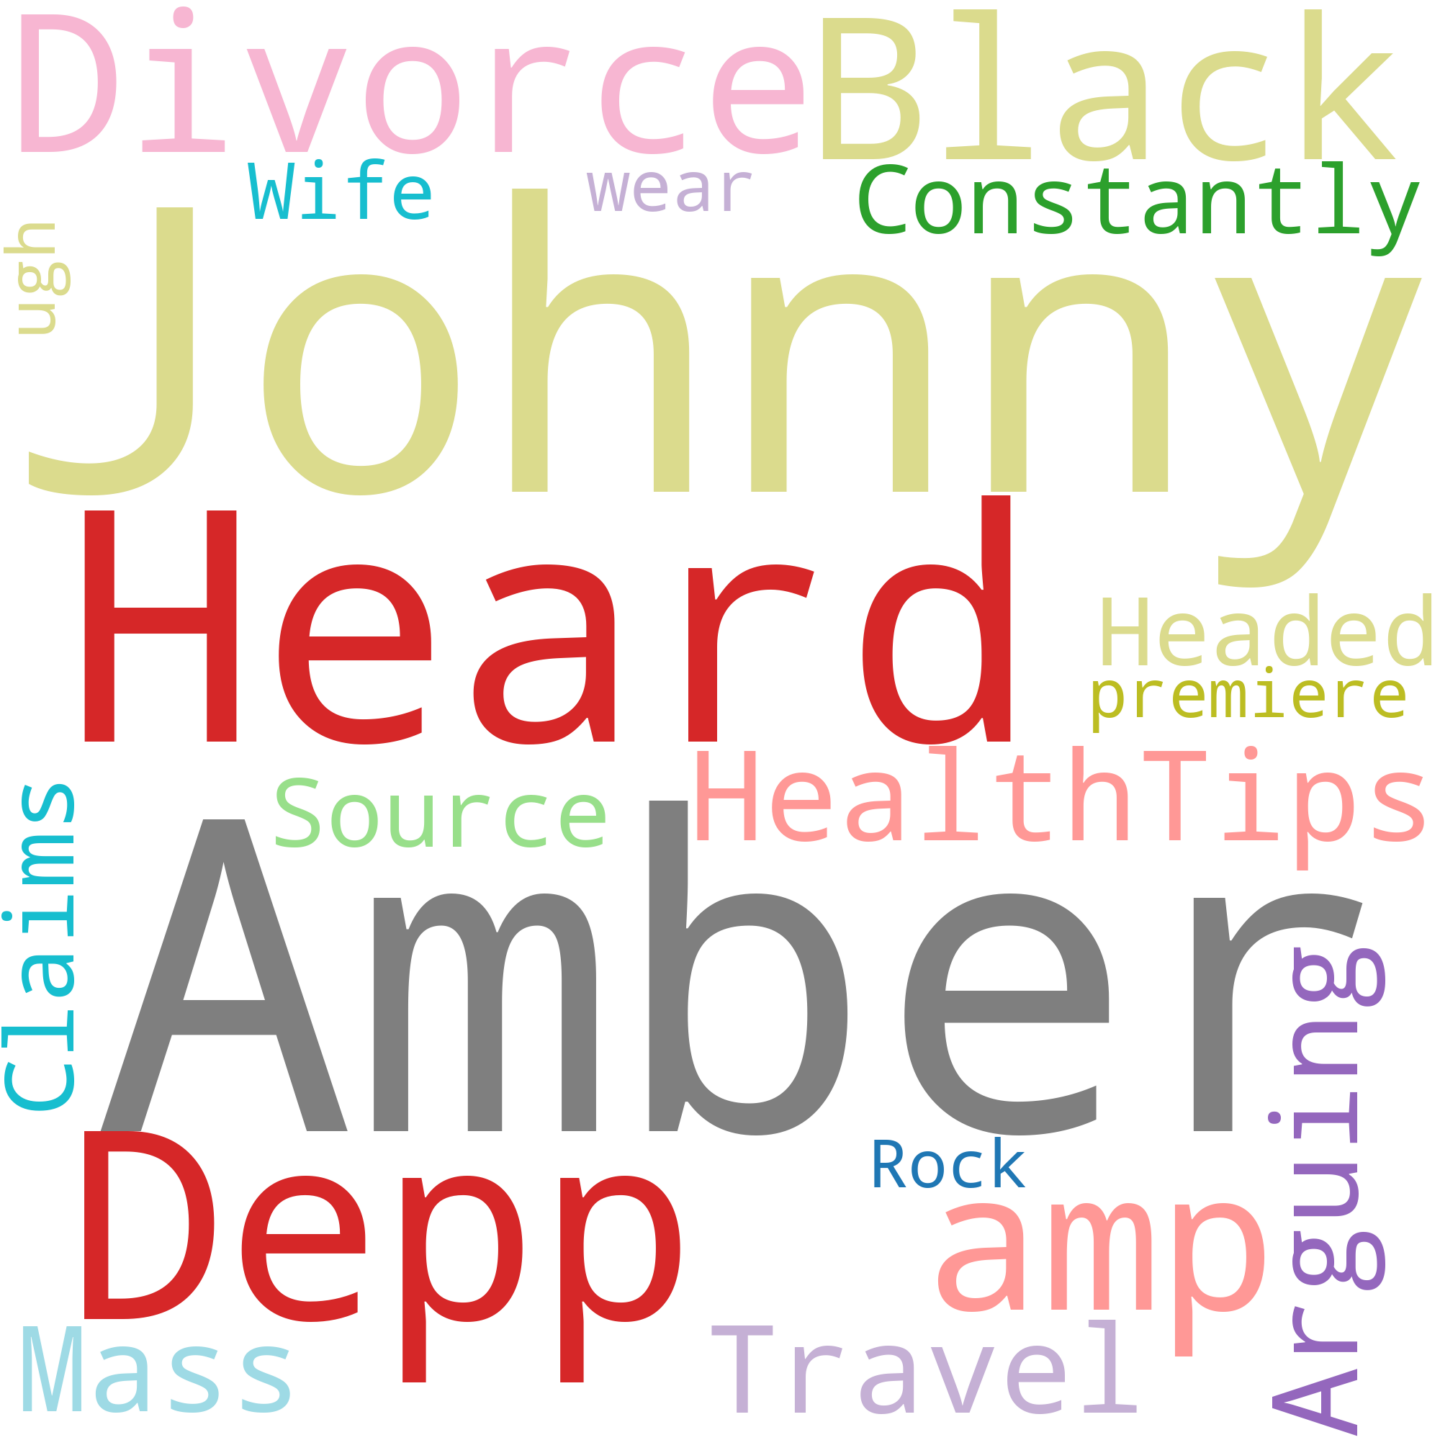 Divorce Black
Wife wear Constantly
ugh
Johnny
Heard
Headed
premiere
Source HealthTips
Claims
Amber
Arguing
Depp
Rock
amp
Mass Travel